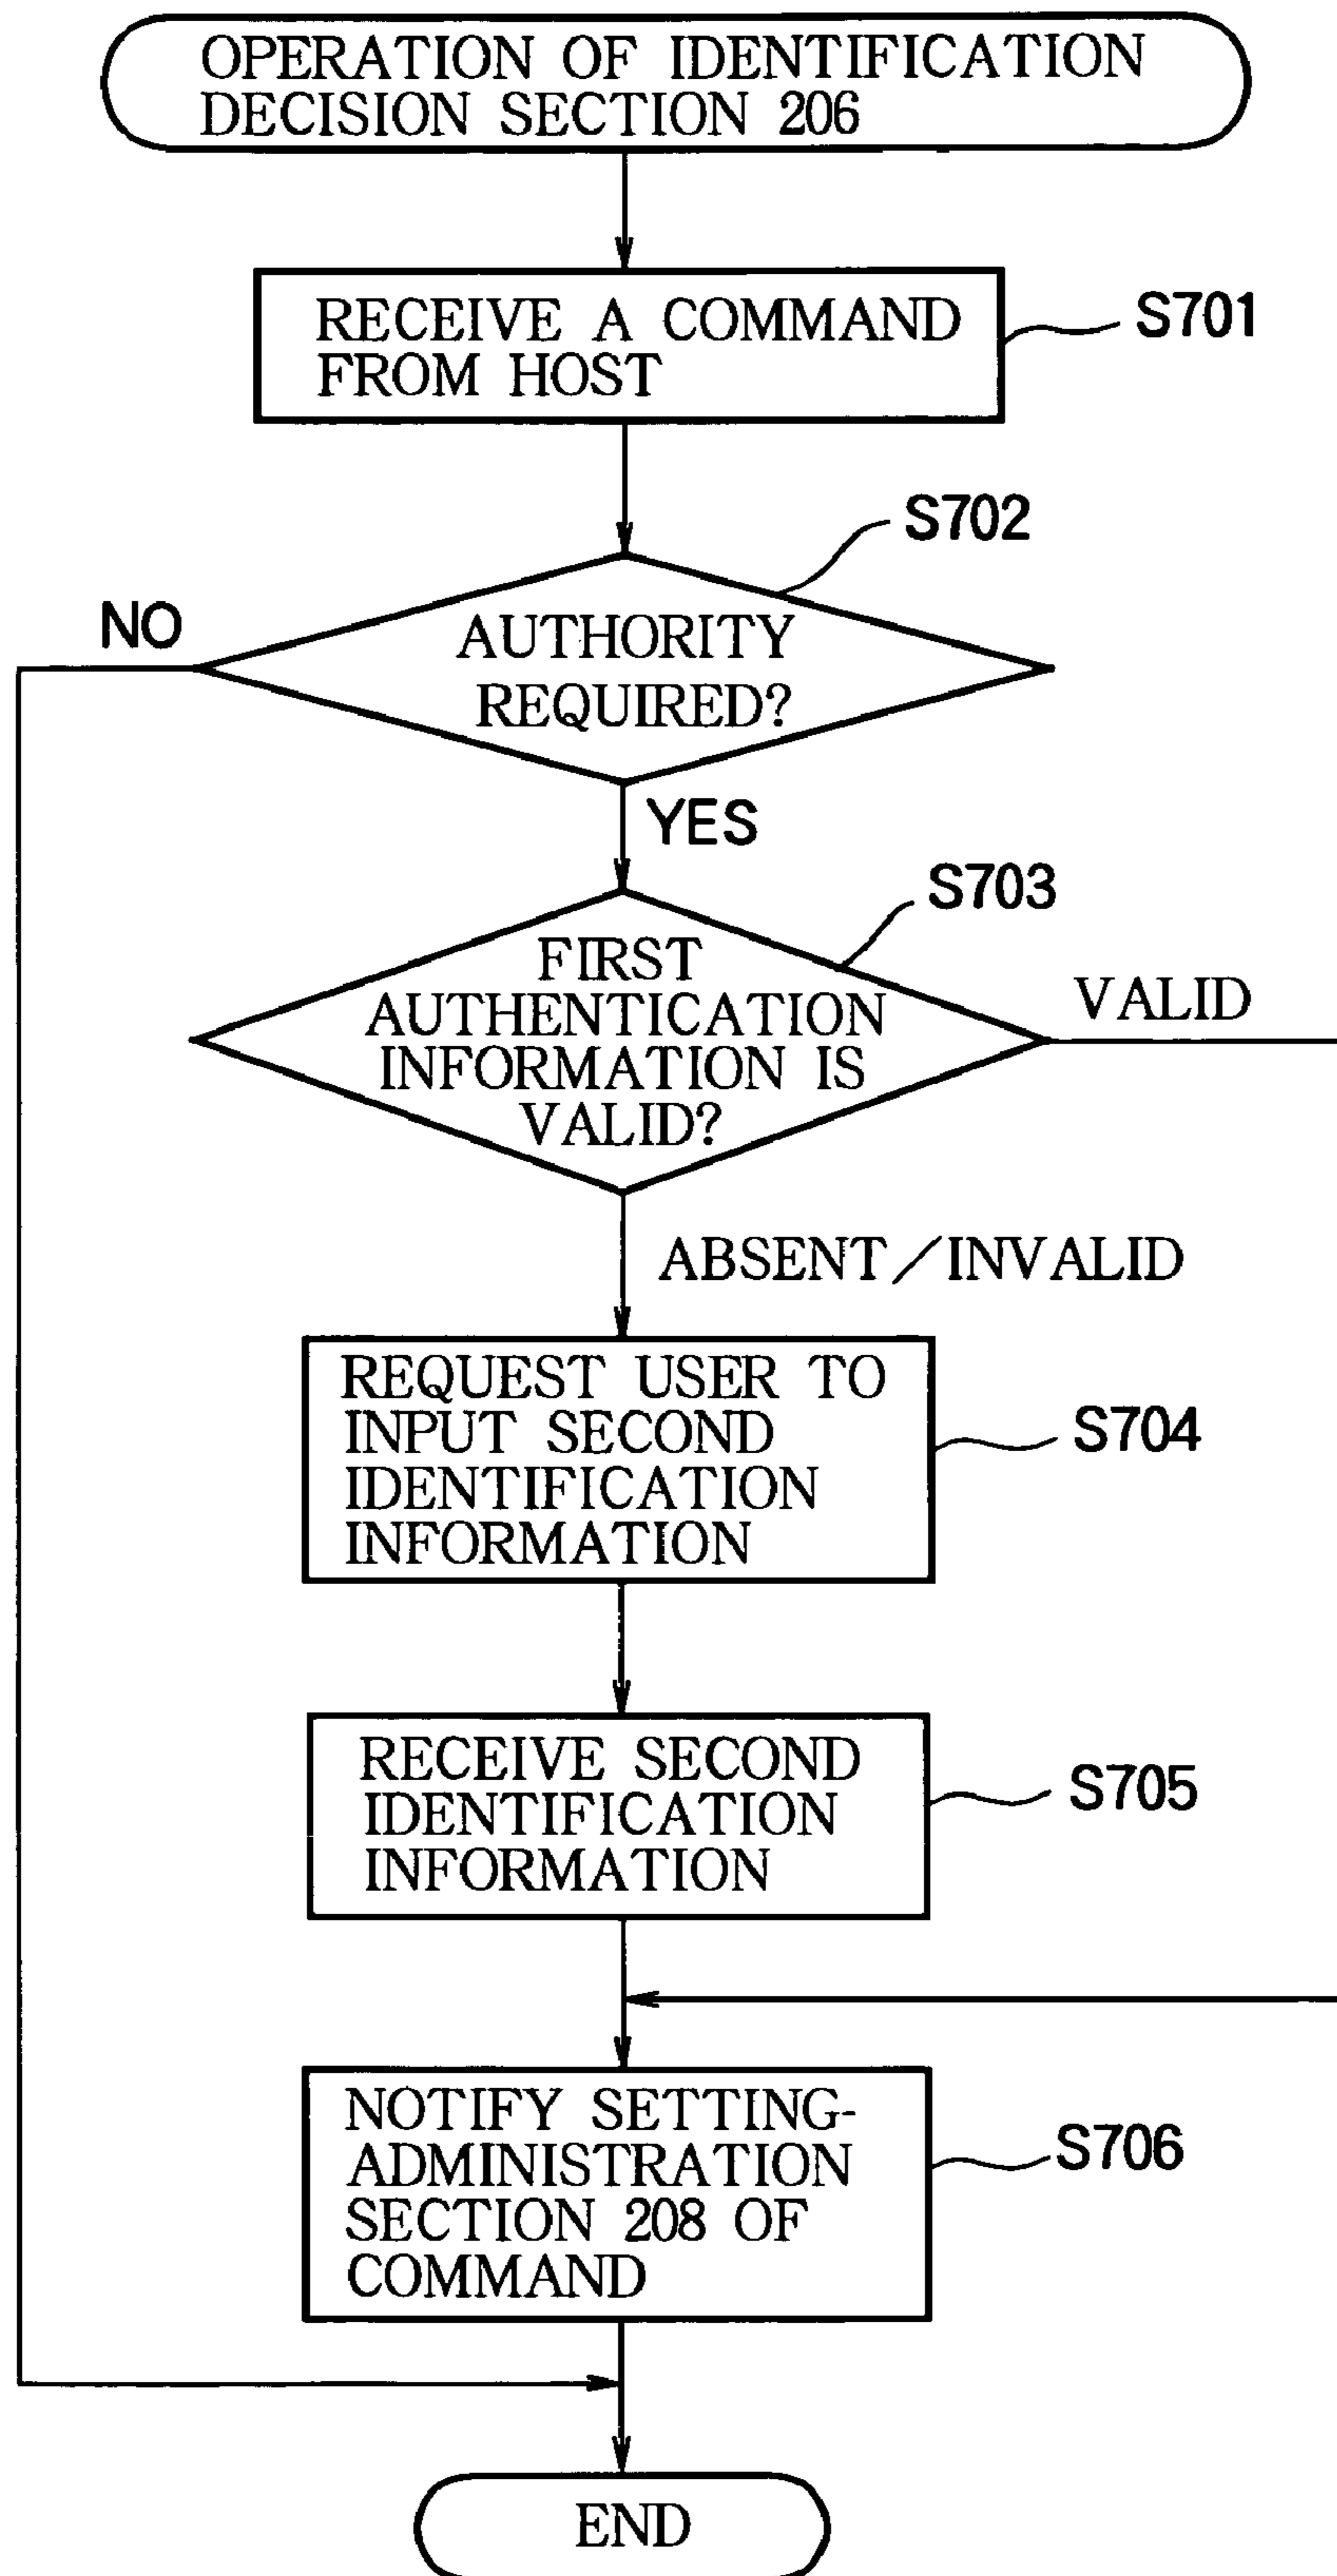 OPERATION OF IDENTIFICATION
DECISION SECTION 206
RECEIVE A COMMAND
FROM HOST
S701
S702
NO
AUTHORITY
REQUIRED?
YES
S703
FIRST
AUTHENTICATION
INFORMATION IS
VALID?
VALID
ABSENT/INVALID
REQUEST USER TO
INPUT SECOND
IDENTIFICATION
INFORMATION
S704
RECEIVE SECOND
IDENTIFICATION
INFORMATION
S705
NOTIFY SETTING-
ADMINISTRATION
SECTION 208 OF
COMMAND
S706
END